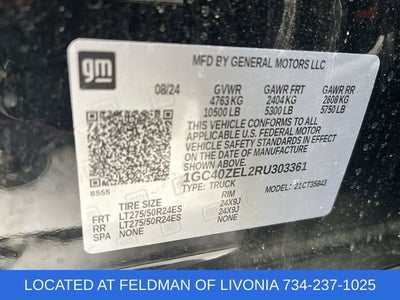 gm
MFD BY GENERAL MOTORS LLC
08/24 GVWR GAWR FRT GAWR RR
4763 KG 2404 KG 2608 KG
10500 LB 5300 LB 5750 LB
THIS VEHICLE CONFORMS TO ALL
APPLICABLE U.S. FEDERAL MOTOR
VEHICLE SAFETY STANDARDS IN EFFECT
ON THE DATE OF MANUFACTURE
SHOWN ABOVE.
1GC40ZEL2RU303361
TYPE: TRUCK MODEL: 21CT35843
8555
TIRE SIZE RIM
FRT LT275/50R24ES 24X9J
RR LT275/50R24ES 24X9J
SPA NONE NONE
LOCATED AT FELDMAN OF LIVONIA 734-237-1025